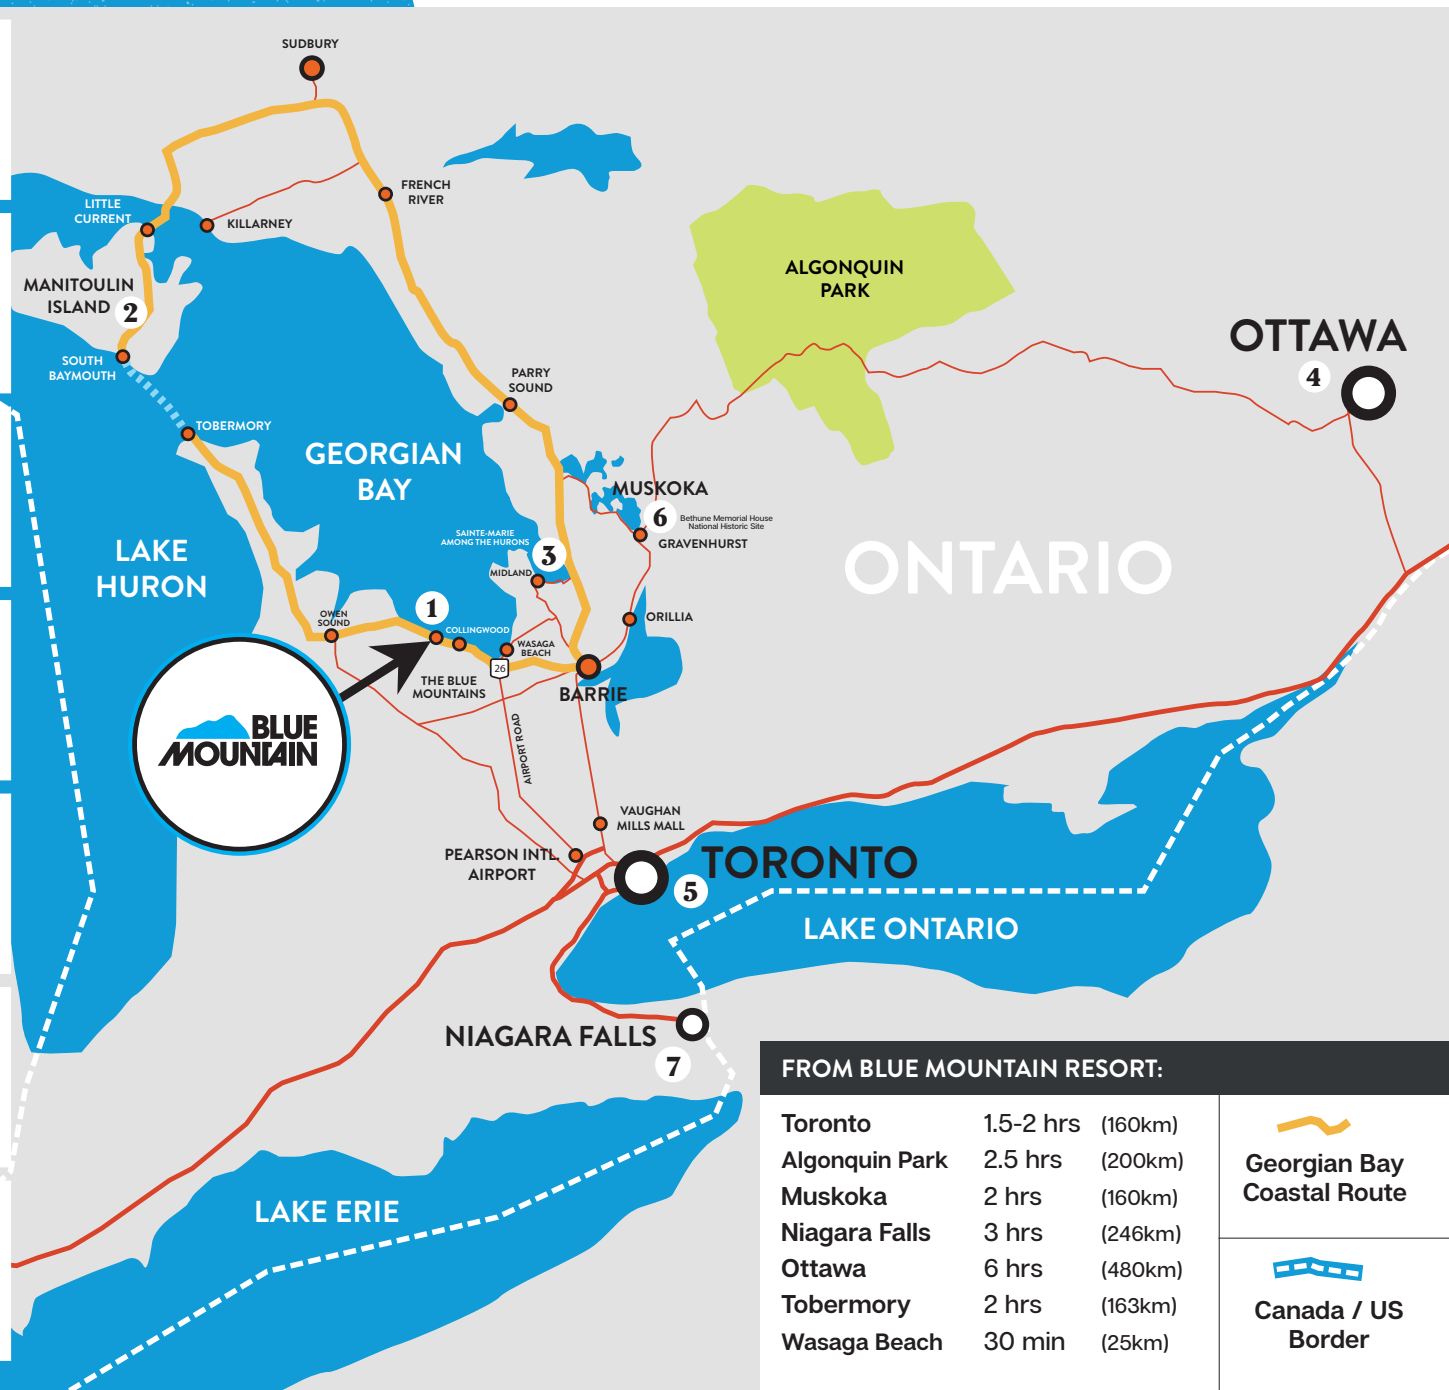 SUDBURY
FRENCH
RIVER
LITTLE
CURRENT
KILLARNEY
MANITOULIN
ISLAND 2
SOUTH
BAYMOUTH
TOBERMORY
ALGONQUIN
PARK
OTTAWA
4
PARRY
SOUND
GEORGIAN
BAY
MUSKOKA
6
Bethune Memorial House
National Historic Site
GRAVENHURST
SAINTE-MARIE
AMONG THE HURONS
3
MIDLAND
LAKE
HURON
ONTARIO
1
OWEN
SOUND
COLLINGWOOD
ORILLIA
WASAGA
BEACH
26
THE BLUE
MOUNTAINS
BARRIE
BLUE
MOUNTAIN
AIRPORT ROAD
VAUGHAN
MILLS MALL
PEARSON INTL.
AIRPORT
TORONTO
5
LAKE ONTARIO
NIAGARA FALLS
7
LAKE ERIE
FROM BLUE MOUNTAIN RESORT:
Toronto 1.5-2 hrs (160km)
Algonquin Park 2.5 hrs (200km)
Muskoka 2 hrs (160km)
Niagara Falls 3 hrs (246km)
Ottawa 6 hrs (480km)
Tobermory 2 hrs (163km)
Wasaga Beach 30 min (25km)
Georgian Bay
Coastal Route
Canada / US
Border